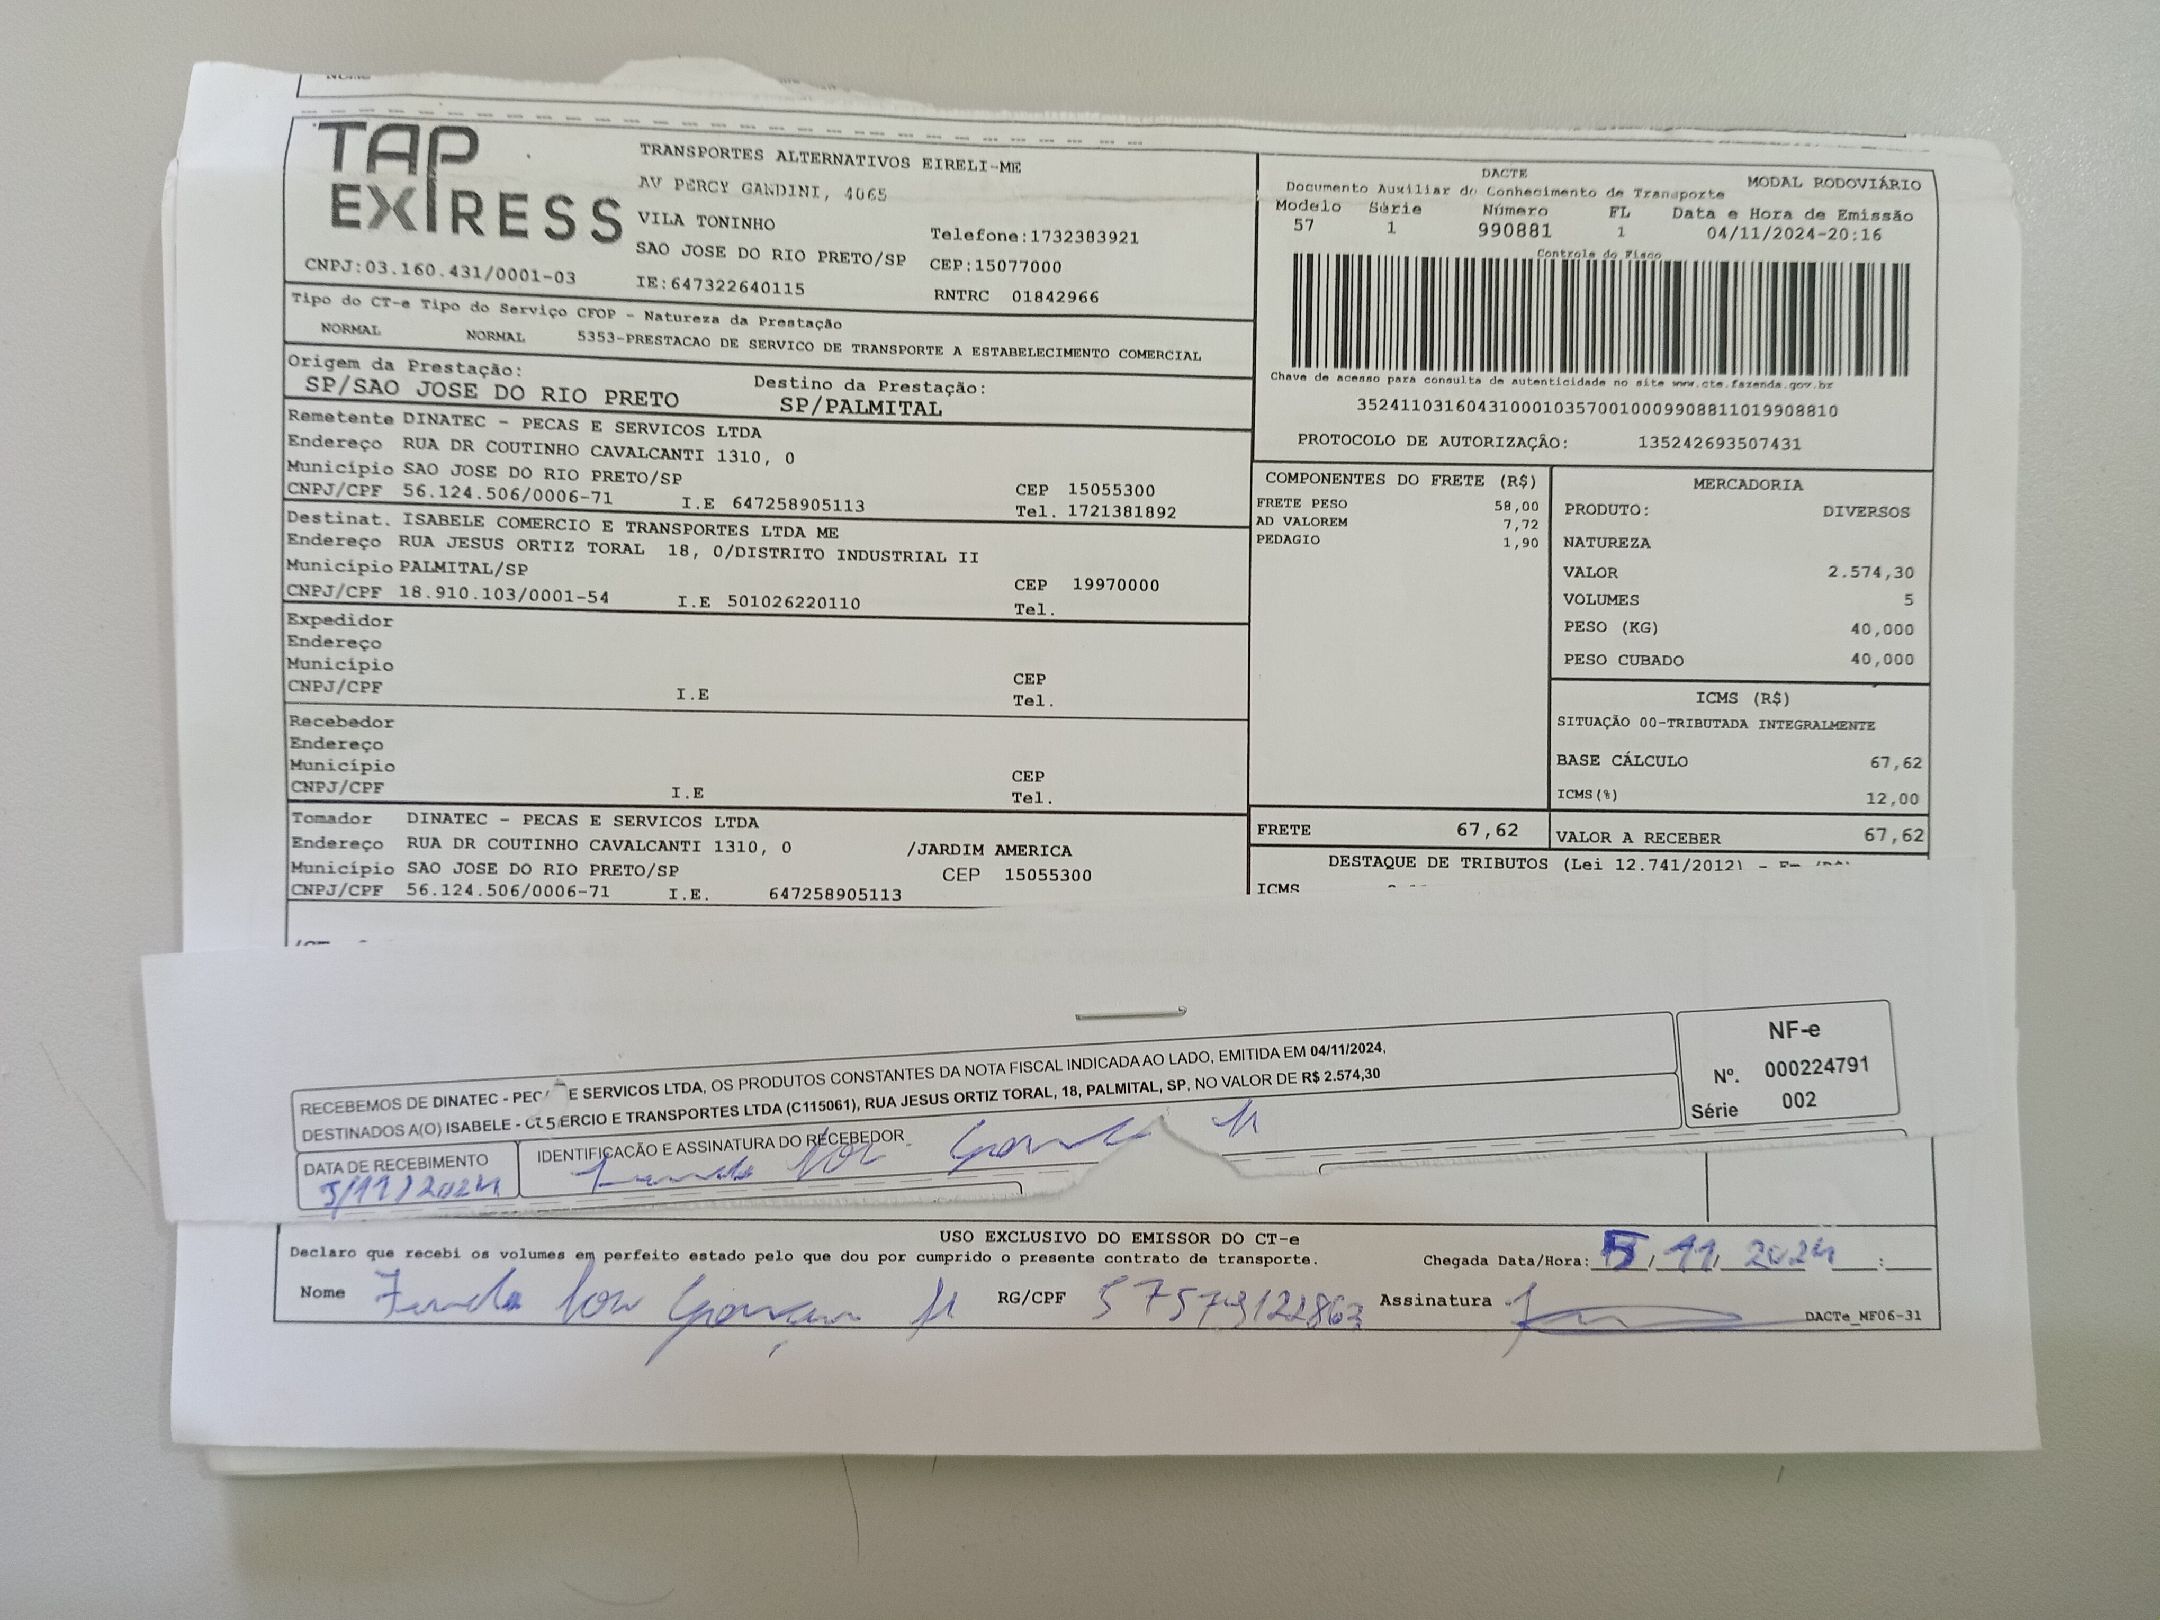 TAP
EXPRESS
TRANSPORTES ALTERNATIVOS EIRELI-ME
AV PERCY GANDINI, 4065
VILA TONINHO
Telefone:1732383921
SAO JOSE DO RIO PRETO/SP CEP:15077000
CNPJ:03.160.431/0001-03 IE:647322640115 RNTRC 01842966
Tipo do CT-e Tipo do Serviço CFOP - Natureza da Prestação
NORMAL NORMAL 5353-PRESTACAO DE SERVICO DE TRANSPORTE A ESTABELECIMENTO COMERCIAL
Origem da Prestação: Destino da Prestação:
SP/SAO JOSE DO RIO PRETO SP/PALMITAL
Remetente DINATEC - PECAS E SERVICOS LTDA
Endereço RUA DR COUTINHO CAVALCANTI 1310, 0
Município SAO JOSE DO RIO PRETO/SP CEP 15055300
CNPJ/CPF 56.124.506/0006-71 I.E 647258905113 Tel. 1721381892
Destinat. ISABELE COMERCIO E TRANSPORTES LTDA ME
Endereço RUA JESUS ORTIZ TORAL 18, 0/DISTRITO INDUSTRIAL II
Município PALMITAL/SP CEP 19970000
CNPJ/CPF 18.910.103/0001-54 I.E 501026220110 Tel.
Expedidor
Endereço
Município CEP
CNPJ/CPF I.E Tel.
Recebedor
Endereço
Município CEP
CNPJ/CPF I.E Tel.
Tomador DINATEC - PECAS E SERVICOS LTDA
Endereço RUA DR COUTINHO CAVALCANTI 1310, 0 /JARDIM AMERICA
Município SAO JOSE DO RIO PRETO/SP CEP 15055300
CNPJ/CPF 56.124.506/0006-71 I.E. 647258905113
DACTE MODAL RODOVIÁRIO
Documento Auxiliar do Conhecimento de Transporte
Modelo Série Número FL Data e Hora de Emissão
57 1 990881 1 04/11/2024-20:16
Controle do Fisco
Chave de acesso para consulta de autenticidade no site www.cte.fazenda.gov.br
35241103160431000103570010009908811019908810
PROTOCOLO DE AUTORIZAÇÃO: 135242693507431
COMPONENTES DO FRETE (R$)
FRETE PESO 58,00
AD VALOREM 7,72
PEDAGIO 1,90
MERCADORIA
PRODUTO: DIVERSOS
NATUREZA
VALOR 2.574,30
VOLUMES 5
PESO (KG) 40,000
PESO CUBADO 40,000
ICMS (R$)
SITUAÇÃO 00-TRIBUTADA INTEGRALMENTE
BASE CÁLCULO 67,62
ICMS(%) 12,00
FRETE 67,62 VALOR A RECEBER 67,62
DESTAQUE DE TRIBUTOS (Lei 12.741/2012) -
ICMS
RECEBEMOS DE DINATEC - E SERVICOS LTDA, OS PRODUTOS CONSTANTES DA NOTA FISCAL INDICADA AO LADO, EMITIDA EM 04/11/2024,
DESTINADOS A(O) ISABELE - ERCIO E TRANSPORTES LTDA (C115061), RUA JESUS ORTIZ TORAL, 18, PALMITAL, SP, NO VALOR DE R$ 2.574,30
NF-e
Nº. 000224791
Série 002
DATA DE RECEBIMENTO IDENTIFICAÇÃO E ASSINATURA DO RECEBEDOR
5/11/2024
USO EXCLUSIVO DO EMISSOR DO CT-e
Declaro que recebi os volumes em perfeito estado pelo que dou por cumprido o presente contrato de transporte. Chegada Data/Hora: 5/11/2024 :
Nome RG/CPF Assinatura
DACTe_MF06-31